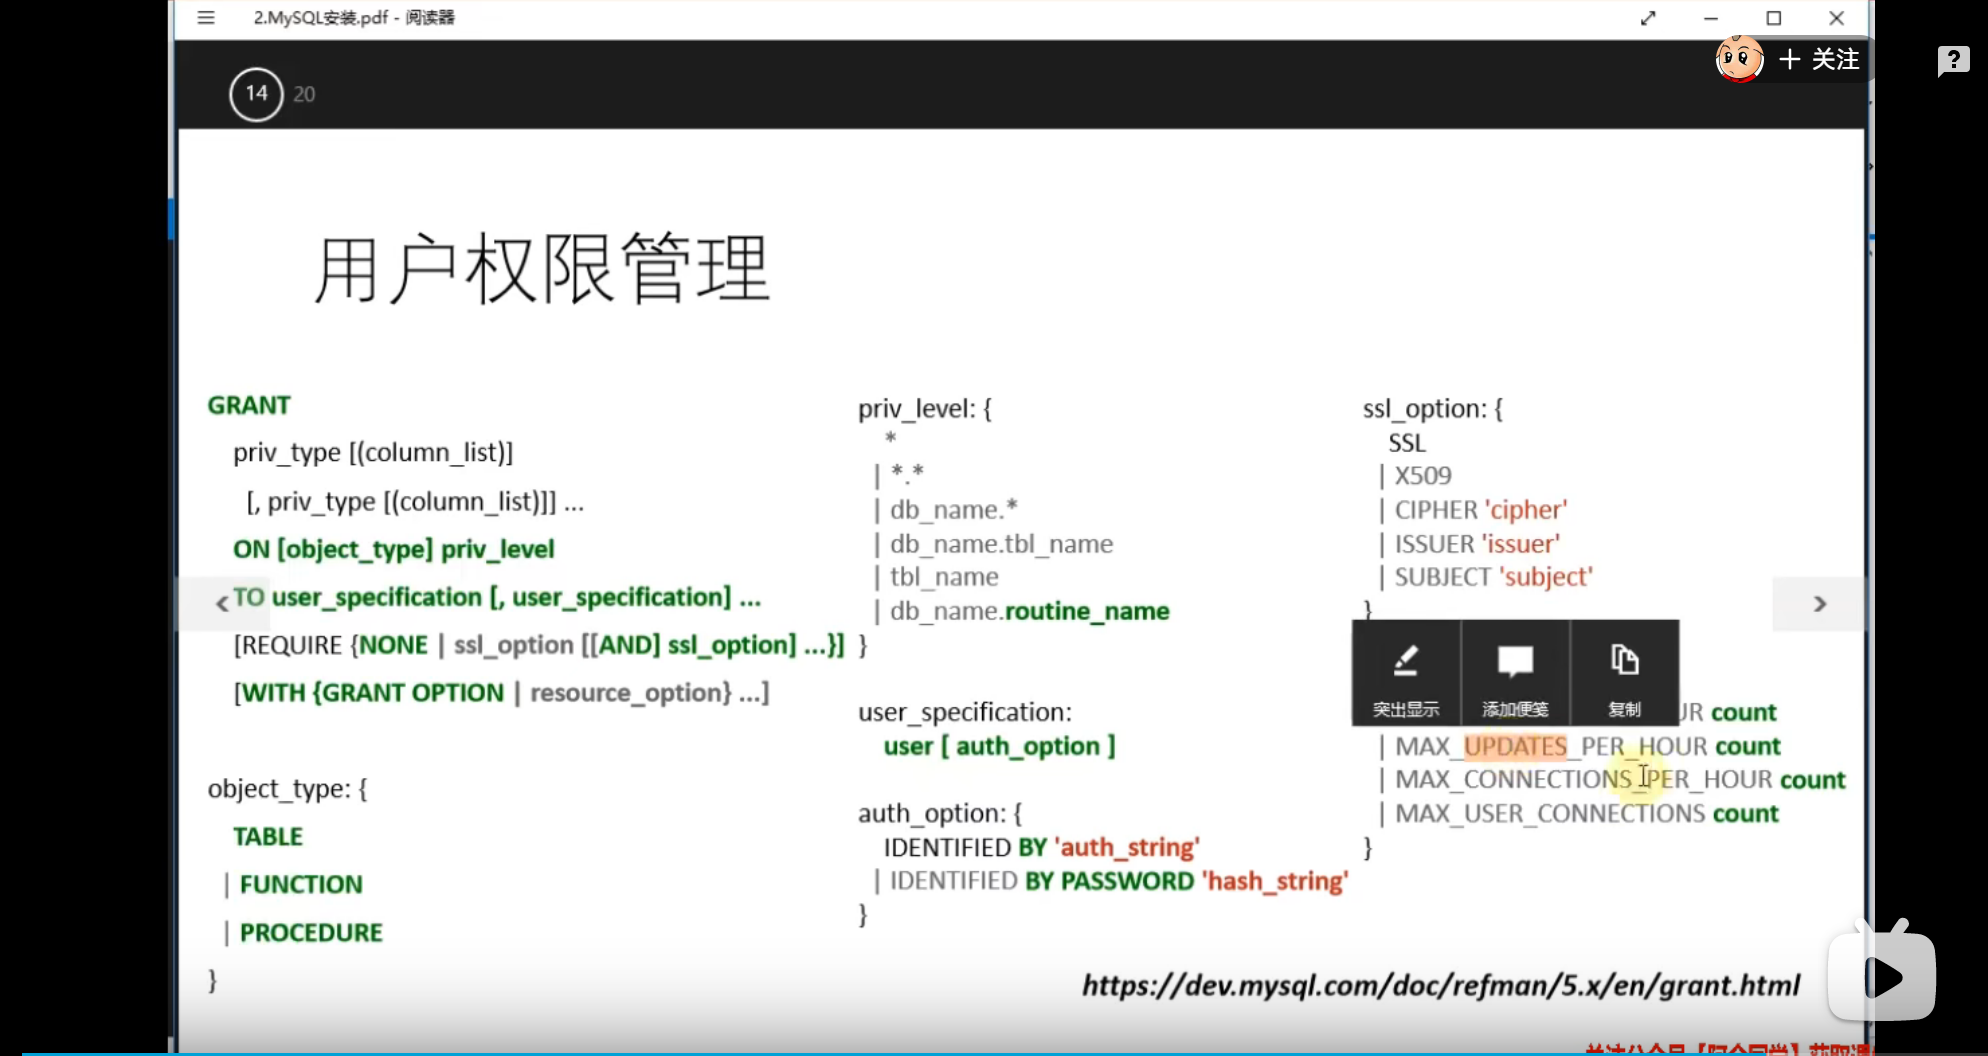 2.MySQL安装.pdf - 阅读器
14 20
+ 关注
用户权限管理
GRANT
priv_type [(column_list)]
[, priv_type [(column_list)]] ...
ON [object_type] priv_level
TO user_specification [, user_specification] ...
[REQUIRE {NONE | ssl_option [[AND] ssl_option] ...}]
[WITH {GRANT OPTION | resource_option} ...]
object_type: {
TABLE
| FUNCTION
| PROCEDURE
}
priv_level: {
*
| *.*
| db_name.*
| db_name.tbl_name
| tbl_name
| db_name.routine_name
}
user_specification:
user [ auth_option ]
auth_option: {
IDENTIFIED BY 'auth_string'
| IDENTIFIED BY PASSWORD 'hash_string'
}
ssl_option: {
SSL
| X509
| CIPHER 'cipher'
| ISSUER 'issuer'
| SUBJECT 'subject'
}
突出显示 添加便笺 复制
UR count
| MAX_UPDATES_PER_HOUR count
| MAX_CONNECTIONS_PER_HOUR count
| MAX_USER_CONNECTIONS count
}
https://dev.mysql.com/doc/refman/5.x/en/grant.html